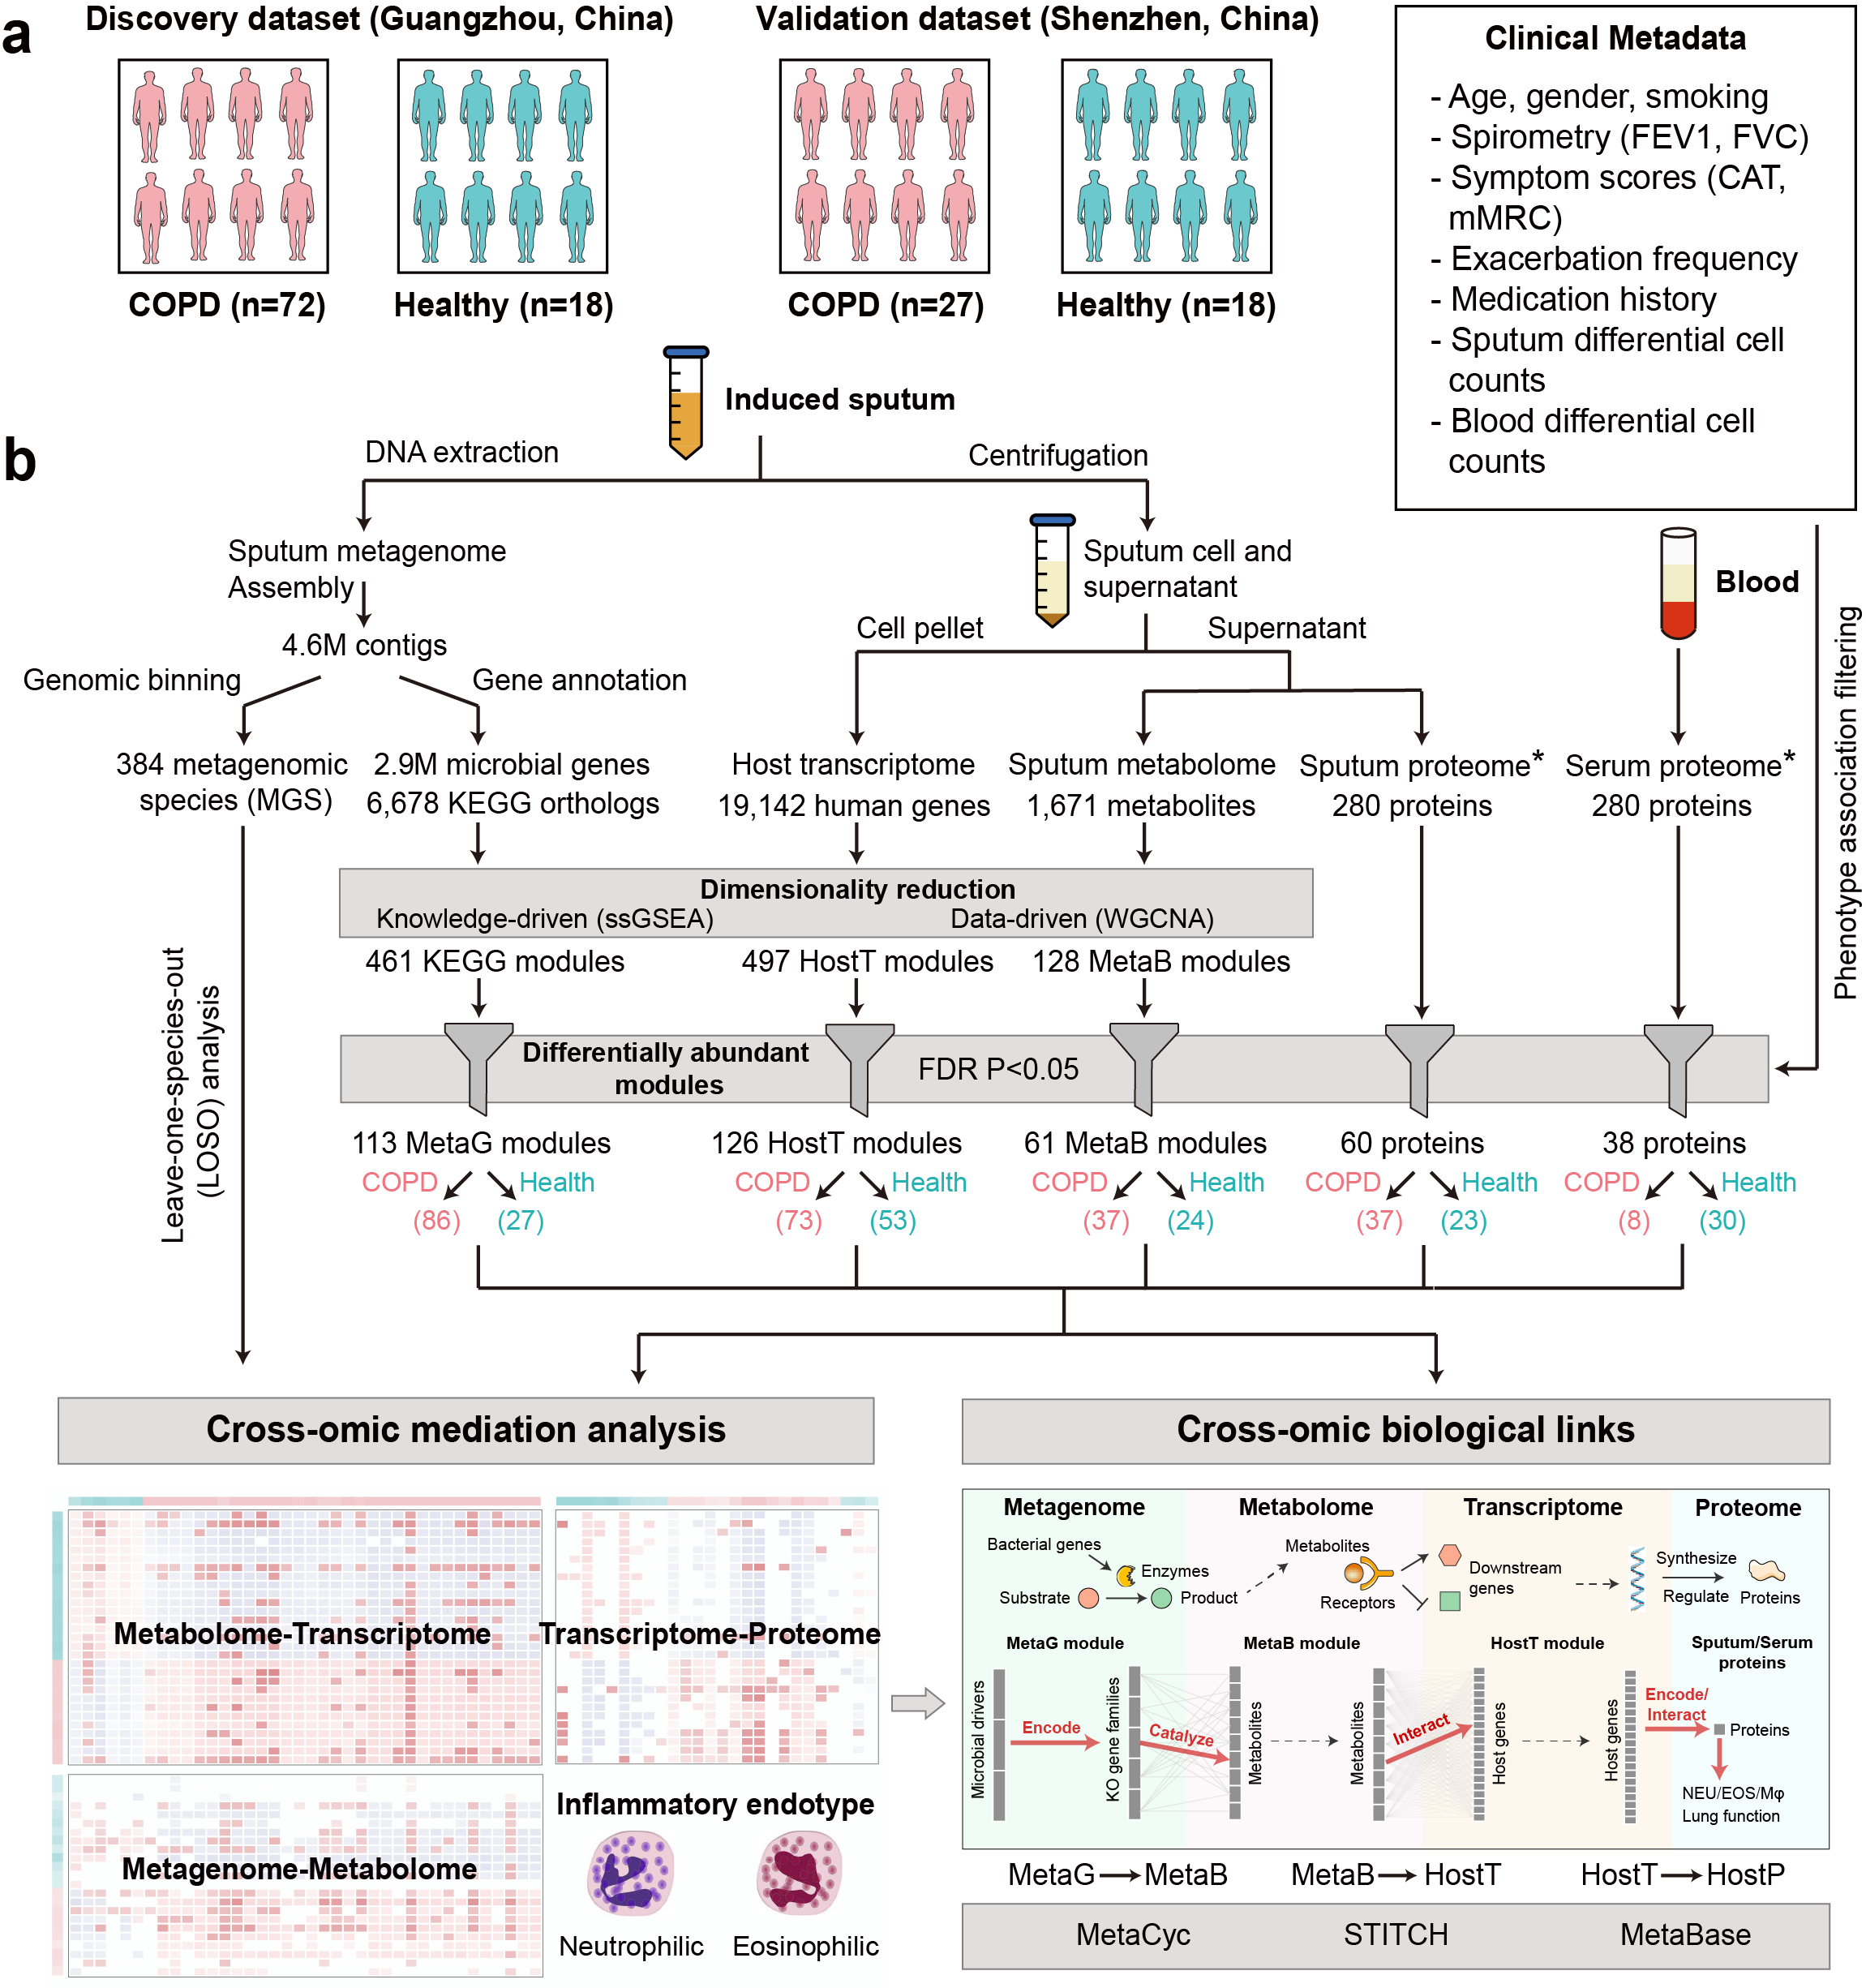 a
Discovery dataset (Guangzhou, China)
Validation dataset (Shenzhen, China)
COPD (n=72)
Healthy (n=18)
COPD (n=27)
Healthy (n=18)
Clinical Metadata
- Age, gender, smoking
- Spirometry (FEV1, FVC)
- Symptom scores (CAT,
mMRC)
- Exacerbation frequency
- Medication history
- Sputum differential cell
counts
- Blood differential cell
counts
b
Induced sputum
DNA extraction
Centrifugation
Sputum metagenome
Assembly
4.6M contigs
Genomic binning
Gene annotation
Sputum cell and
supernatant
Cell pellet
Supernatant
Blood
Phenotype association filtering
384 metagenomic
species (MGS)
2.9M microbial genes
6,678 KEGG orthologs
Host transcriptome
19,142 human genes
Sputum metabolome
1,671 metabolites
Sputum proteome*
280 proteins
Serum proteome*
280 proteins
Dimensionality reduction
Knowledge-driven (ssGSEA)
Data-driven (WGCNA)
461 KEGG modules
497 HostT modules
128 MetaB modules
Leave-one-species-out
(LOSO) analysis
Differentially abundant
modules
FDR P<0.05
113 MetaG modules
126 HostT modules
61 MetaB modules
60 proteins
38 proteins
COPD
Health
COPD
Health
COPD
Health
COPD
Health
COPD
Health
(86)
(27)
(73)
(53)
(37)
(24)
(37)
(23)
(8)
(30)
Cross-omic mediation analysis
Metabolome-Transcriptome
Transcriptome-Proteome
Metagenome-Metabolome
Inflammatory endotype
Neutrophilic
Eosinophilic
Cross-omic biological links
Metagenome
Metabolome
Transcriptome
Proteome
Bacterial genes
Enzymes
Substrate
Product
Metabolites
Receptors
Downstream
genes
Synthesize
Regulate
Proteins
MetaG module
MetaB module
HostT module
Sputum/Serum
proteins
Microbial drivers
Encode
KO gene families
Catalyze
Metabolites
Metabolites
Interact
Host genes
Host genes
Encode/
Interact
Proteins
NEU/EOS/Mφ
Lung function
MetaG
MetaB
MetaB
HostT
HostT
HostP
MetaCyc
STITCH
MetaBase